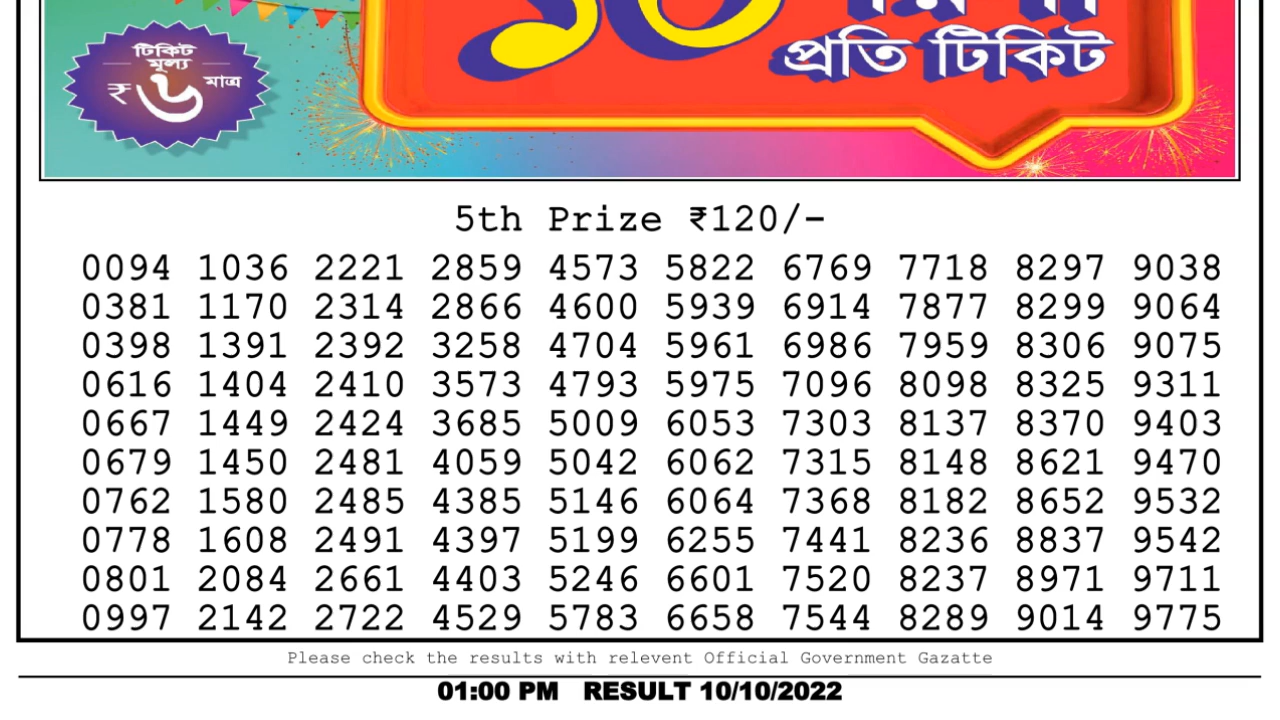 প্রতি টিকিট
টিকিট
মূল্য
₹ ৬ মাত্র
5th Prize ₹120/-
0094 1036 2221 2859 4573 5822 6769 7718 8297 9038
0381 1170 2314 2866 4600 5939 6914 7877 8299 9064
0398 1391 2392 3258 4704 5961 6986 7959 8306 9075
0616 1404 2410 3573 4793 5975 7096 8098 8325 9311
0667 1449 2424 3685 5009 6053 7303 8137 8370 9403
0679 1450 2481 4059 5042 6062 7315 8148 8621 9470
0762 1580 2485 4385 5146 6064 7368 8182 8652 9532
0778 1608 2491 4397 5199 6255 7441 8236 8837 9542
0801 2084 2661 4403 5246 6601 7520 8237 8971 9711
0997 2142 2722 4529 5783 6658 7544 8289 9014 9775
Please check the results with relevent Official Government Gazatte
01:00 PM RESULT 10/10/2022